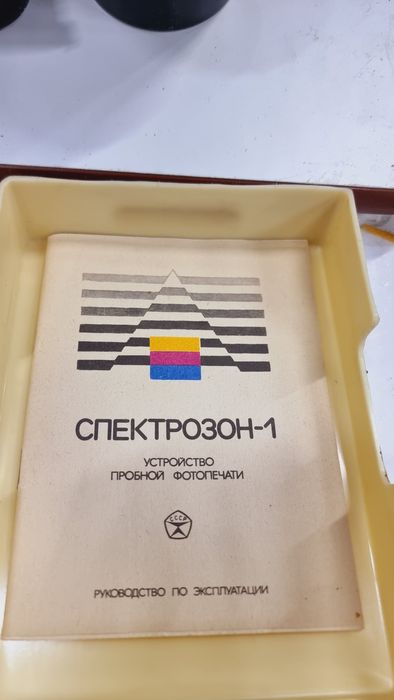 СПЕКТРОЗОН-1
УСТРОЙСТВО
ПРОБНОЙ ФОТОПЕЧАТИ
СССР
РУКОВОДСТВО ПО ЭКСПЛУАТАЦИИ